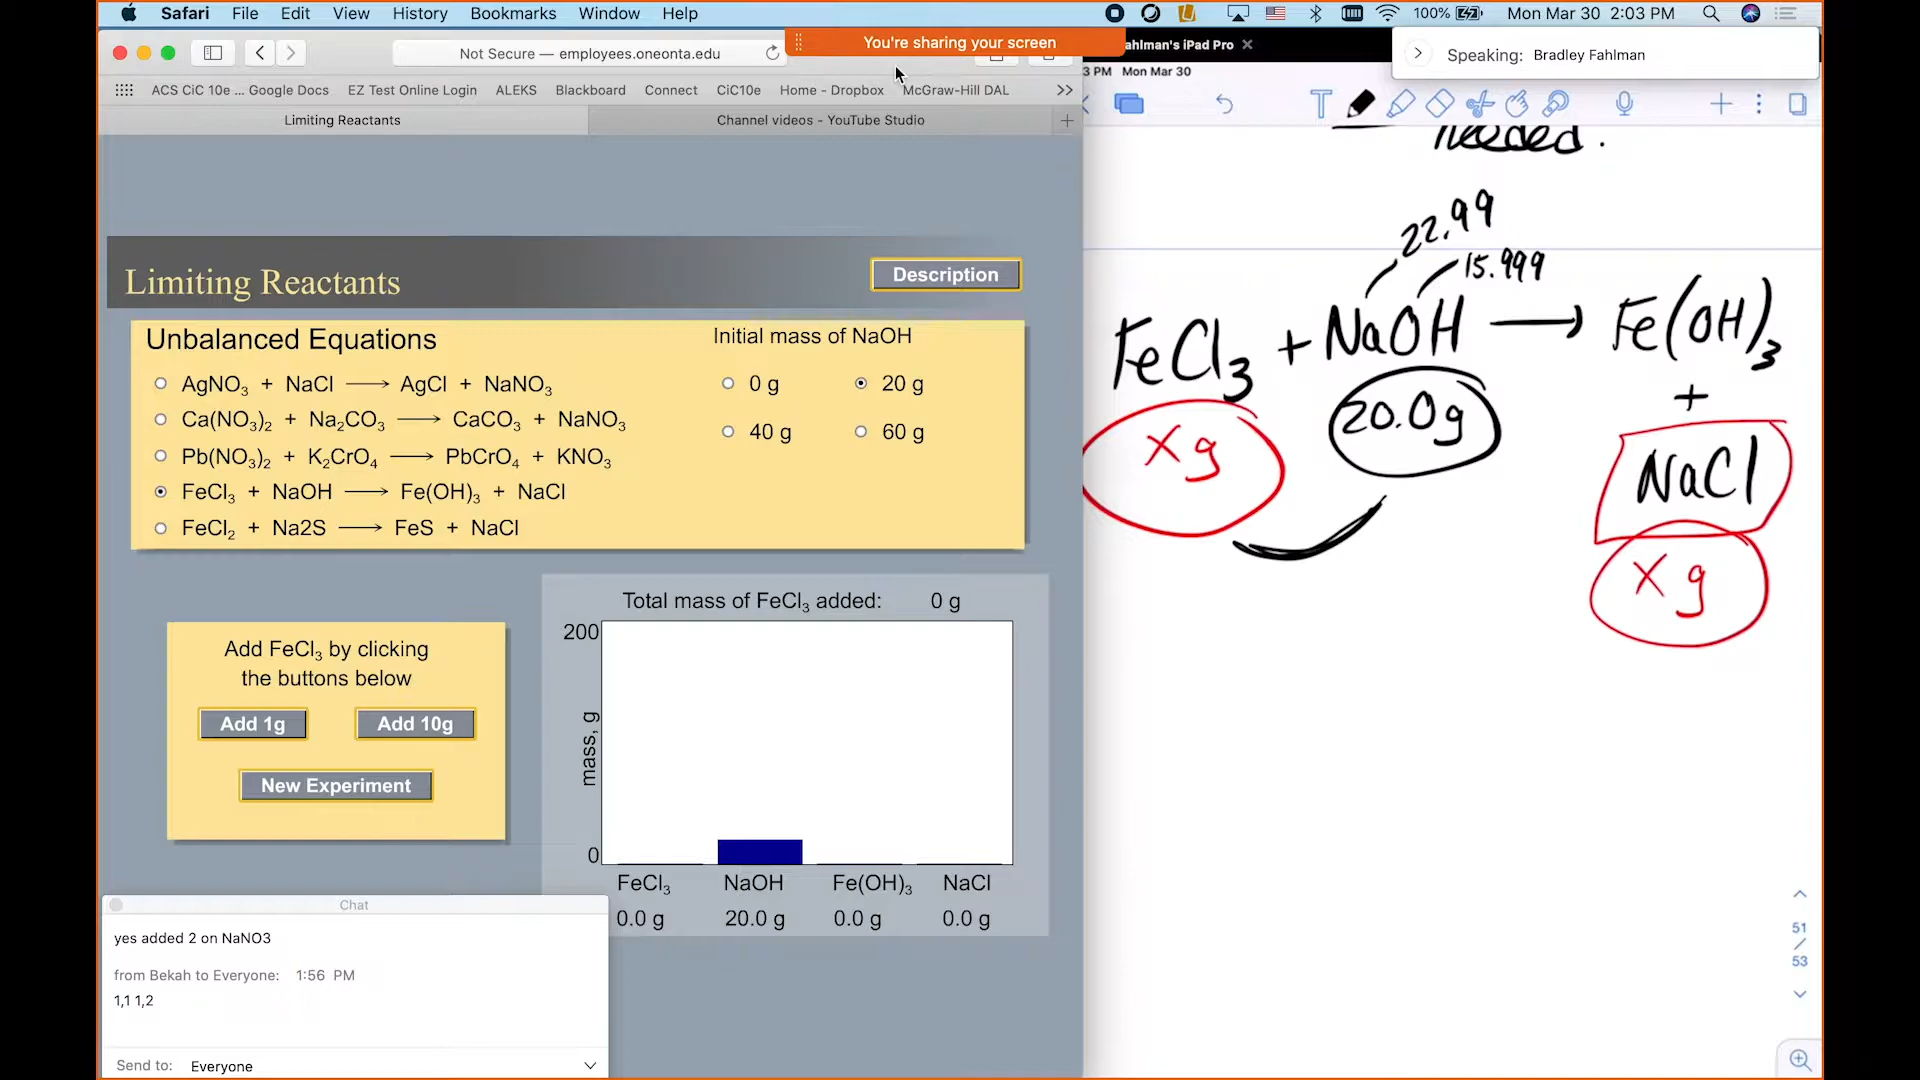 Safari File Edit View History Bookmarks Window Help
100% Mon Mon 30 2:03 PM
Not Secure — employees.oneonta.edu
You're sharing your screen
ahlman's iPad Pro
Speaking: Bradley Fahlman
3 PM Mon Mar 30
ACS CiC 10e ... Google Docs EZ Test Online Login ALEKS Blackboard Connect CiC10e Home - Dropbox McGraw-Hill DAL
Limiting Reactants
Channel videos - YouTube Studio
needed.
Limiting Reactants
Description
Unbalanced Equations
AgNO₃ + NaCl ⟶ AgCl + NaNO₃
Ca(NO₃)₂ + Na₂CO₃ ⟶ CaCO₃ + NaNO₃
Pb(NO₃)₂ + K₂CrO₄ ⟶ PbCrO₄ + KNO₃
FeCl₃ + NaOH ⟶ Fe(OH)₃ + NaCl
FeCl₂ + Na2S ⟶ FeS + NaCl
Initial mass of NaOH
0 g 20 g
40 g 60 g
22.99
15.999
FeCl₃ + NaOH ⟶ Fe(OH)₃
+
NaCl
x g
20.0g
x g
Add FeCl₃ by clicking
the buttons below
Add 1g Add 10g
New Experiment
Total mass of FeCl₃ added: 0 g
200
mass, g
0
FeCl₃ NaOH Fe(OH)₃ NaCl
0.0 g 20.0 g 0.0 g 0.0 g
Chat
yes added 2 on NaNO3
from Bekah to Everyone: 1:56 PM
1,1 1,2
Send to: Everyone
51
/
53